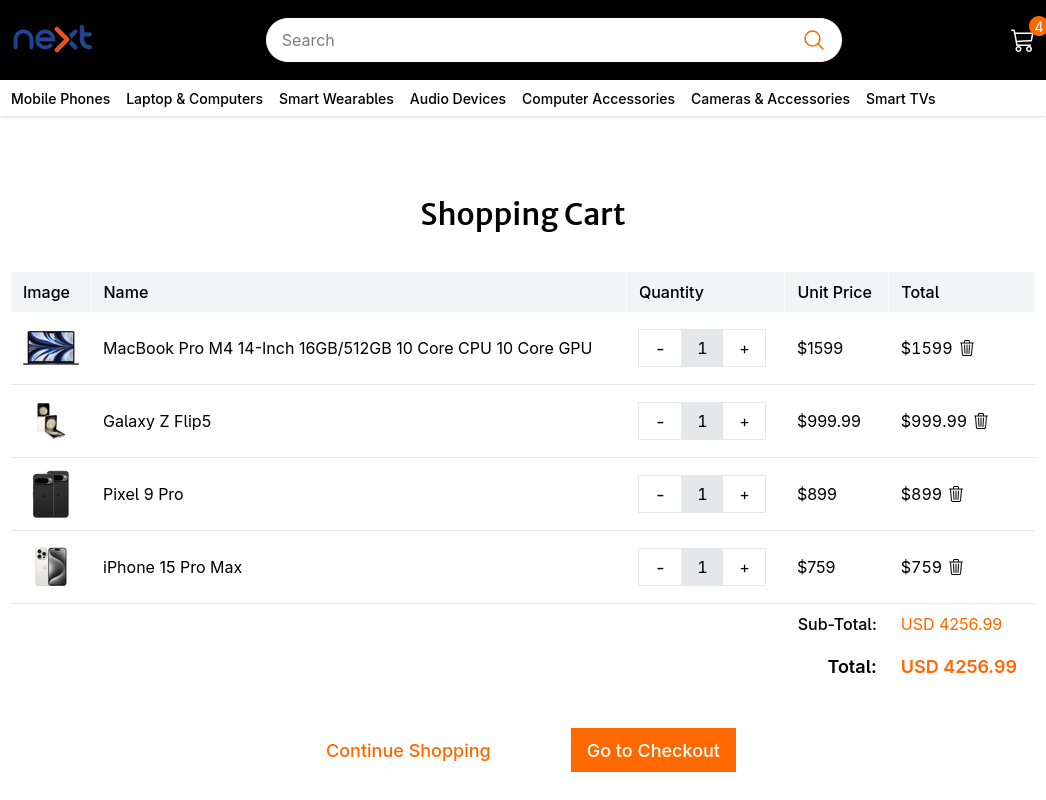 next
Search
4
Mobile Phones Laptop & Computers Smart Wearables Audio Devices Computer Accessories Cameras & Accessories Smart TVs
Shopping Cart
Image Name Quantity Unit Price Total
MacBook Pro M4 14-Inch 16GB/512GB 10 Core CPU 10 Core GPU - 1 + $1599 $1599
Galaxy Z Flip5 - 1 + $999.99 $999.99
Pixel 9 Pro - 1 + $899 $899
iPhone 15 Pro Max - 1 + $759 $759
Sub-Total: USD 4256.99
Total: USD 4256.99
Continue Shopping Go to Checkout